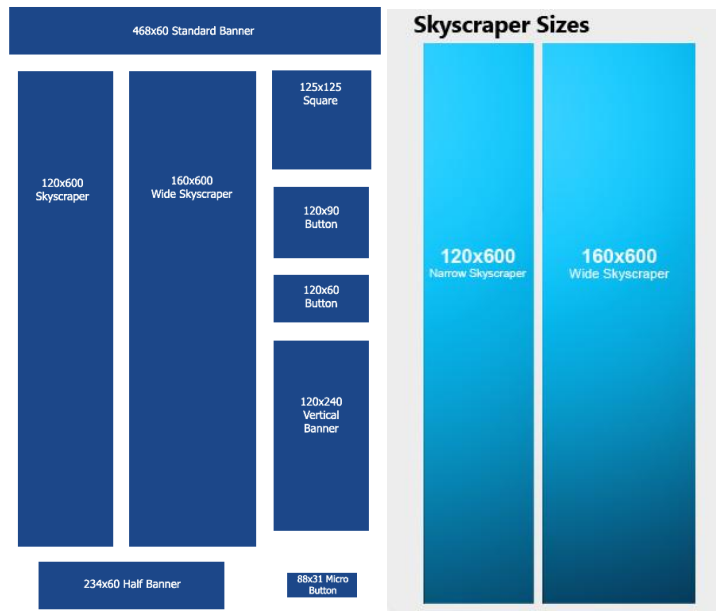 468x60 Standard Banner
120x600
Skyscraper
160x600
Wide Skyscraper
125x125
Square
120x90
Button
120x60
Button
120x240
Vertical
Banner
234x60 Half Banner
88x31 Micro
Button
Skyscraper Sizes
120x600
Narrow Skyscraper
160x600
Wide Skyscraper